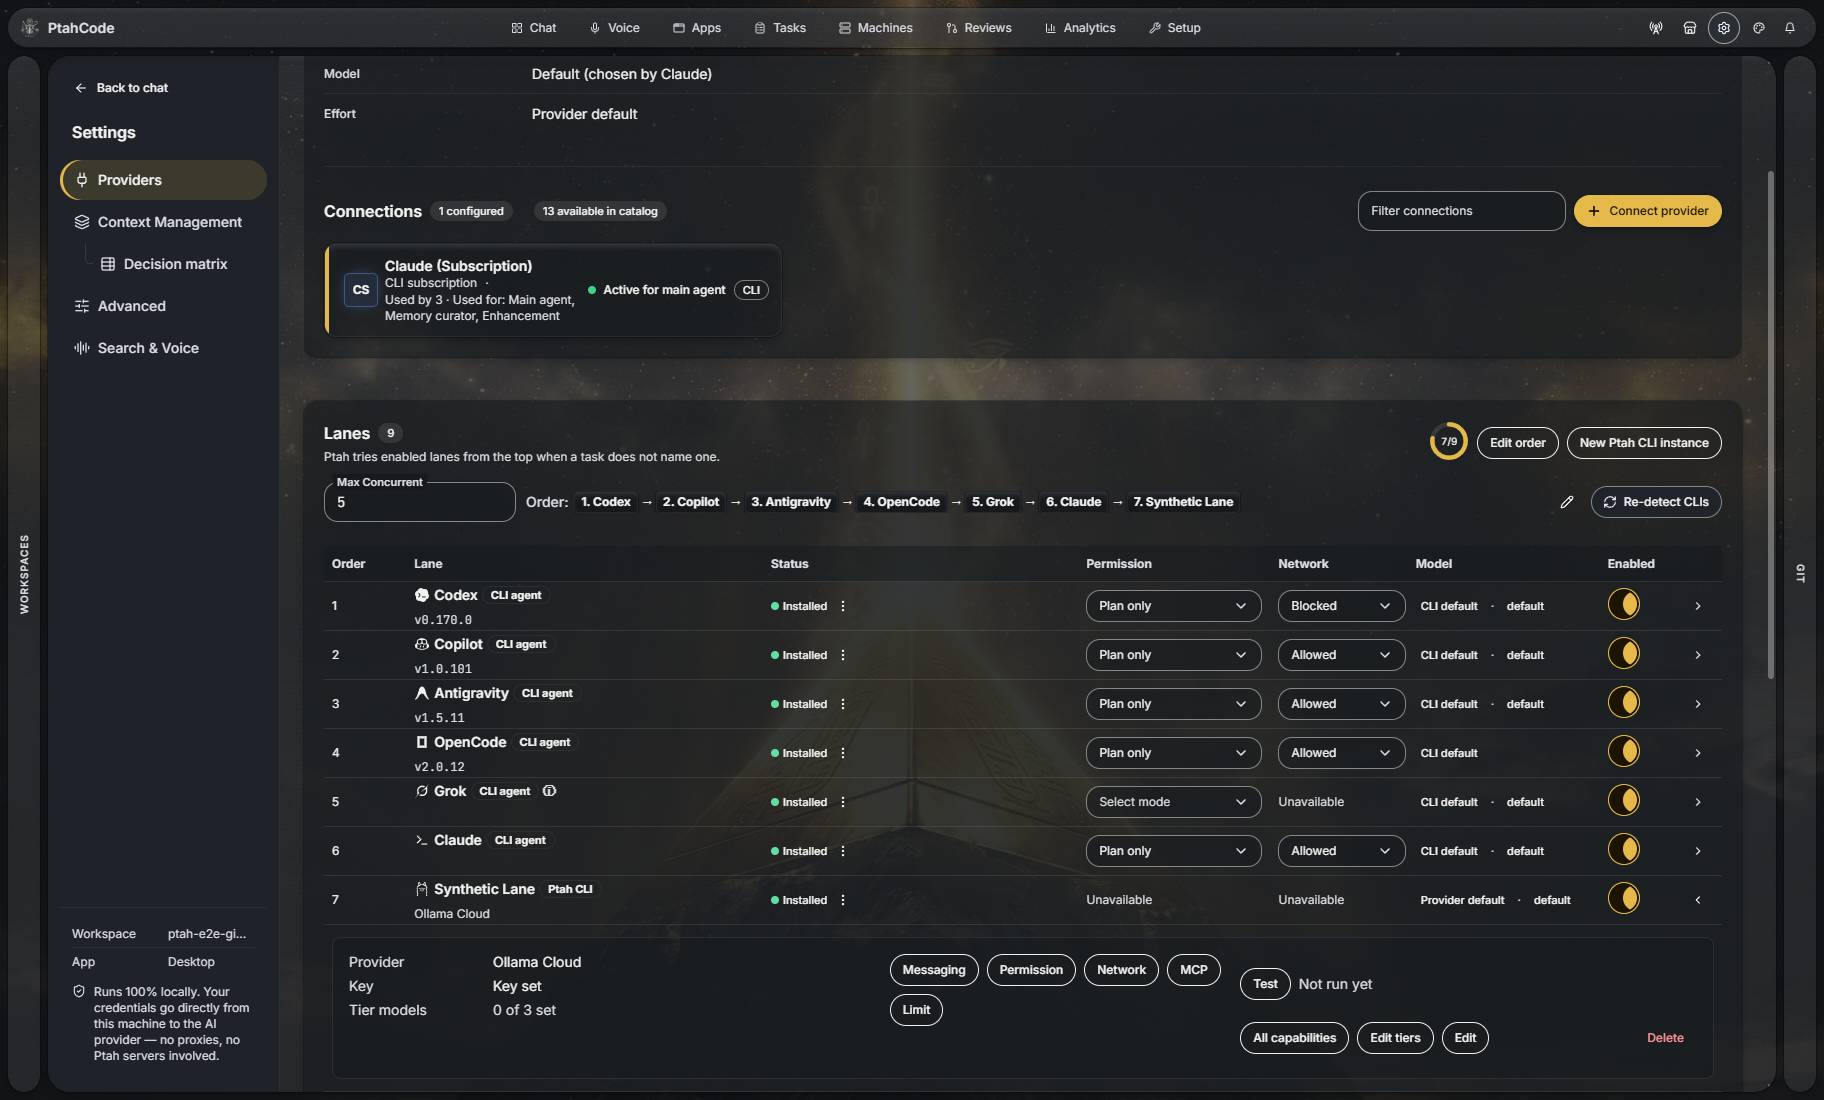 PtahCode
Chat
Voice
Apps
Tasks
Machines
Reviews
Analytics
Setup
WORKSPACES
Back to chat
Settings
Providers
Context Management
Decision matrix
Advanced
Search & Voice
Workspace ptah-e2e-gi...
App Desktop
Runs 100% locally. Your
credentials go directly from
this machine to the AI
provider — no proxies, no
Ptah servers involved.
Model Default (chosen by Claude)
Effort Provider default
Connections 1 configured 13 available in catalog Filter connections + Connect provider
CS
Claude (Subscription)
CLI subscription ·
Used by 3 · Used for: Main agent,
Memory curator, Enhancement
Active for main agent CLI
Lanes 9
Ptah tries enabled lanes from the top when a task does not name one.
7/9 Edit order New Ptah CLI instance
Max Concurrent
5
Order: 1. Codex → 2. Copilot → 3. Antigravity → 4. OpenCode → 5. Grok → 6. Claude → 7. Synthetic Lane
Re-detect CLIs
Order Lane Status Permission Network Model Enabled
1 Codex CLI agent Installed Plan only Blocked CLI default · default
v0.170.0
2 Copilot CLI agent Installed Plan only Allowed CLI default · default
v1.0.101
3 Antigravity CLI agent Installed Plan only Allowed CLI default · default
v1.5.11
4 OpenCode CLI agent Installed Plan only Allowed CLI default
v2.0.12
5 Grok CLI agent Installed Select mode Unavailable CLI default · default
6 Claude CLI agent Installed Plan only Allowed CLI default · default
7 Synthetic Lane Ptah CLI Installed Unavailable Unavailable Provider default · default
Ollama Cloud
Provider Ollama Cloud
Key Key set
Tier models 0 of 3 set
Messaging Permission Network MCP
Limit
Test Not run yet
All capabilities Edit tiers Edit Delete
GIT